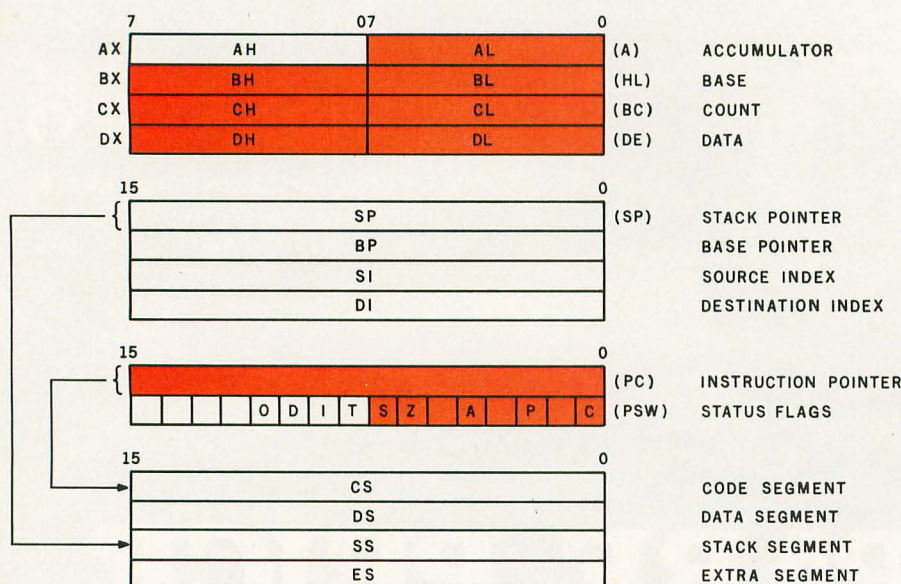 7 07 0
AX AH AL (A) ACCUMULATOR
BX BH BL (HL) BASE
CX CH CL (BC) COUNT
DX DH DL (DE) DATA
15 0
{ SP (SP) STACK POINTER
BP BASE POINTER
SI SOURCE INDEX
DI DESTINATION INDEX
15 0
{ (PC) INSTRUCTION POINTER
O D I T S Z A P C (PSW) STATUS FLAGS
15 0
CS CODE SEGMENT
DS DATA SEGMENT
SS STACK SEGMENT
ES EXTRA SEGMENT